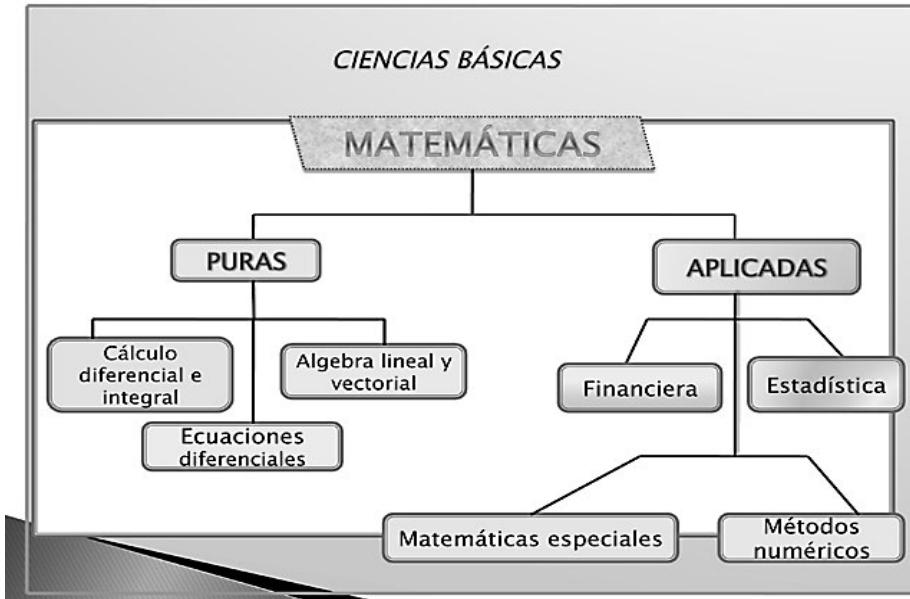 CIENCIAS BÁSICAS
MATEMÁTICAS
PURAS
APLICADAS
Cálculo
diferencial e
integral
Algebra lineal y
vectorial
Ecuaciones
diferenciales
Financiera
Estadística
Matemáticas especiales
Métodos
numéricos